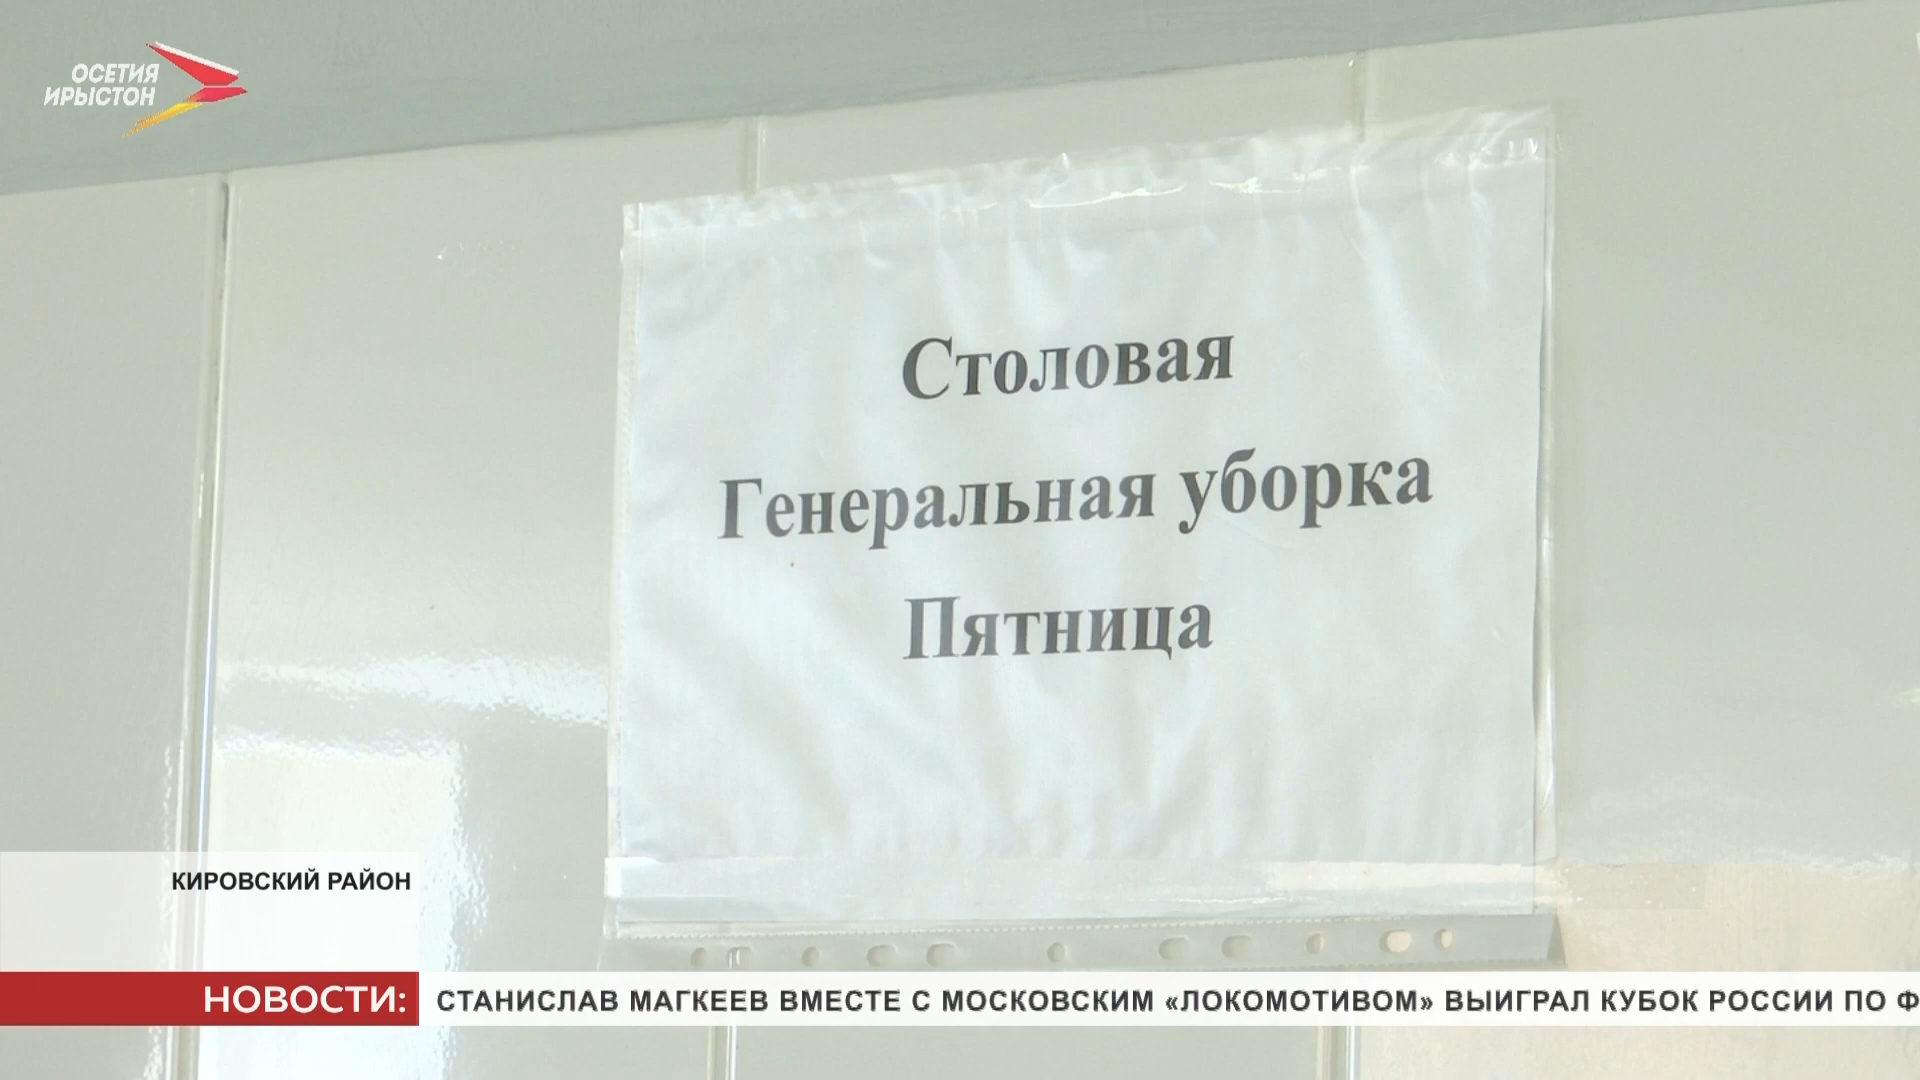 ОСЕТИЯ
ИРЫСТОН
Столовая
Генеральная уборка
Пятница
КИРОВСКИЙ РАЙОН
НОВОСТИ: СТАНИСЛАВ МАГКЕЕВ ВМЕСТЕ С МОСКОВСКИМ «ЛОКОМОТИВОМ» ВЫИГРАЛ КУБОК РОССИИ ПО Ф